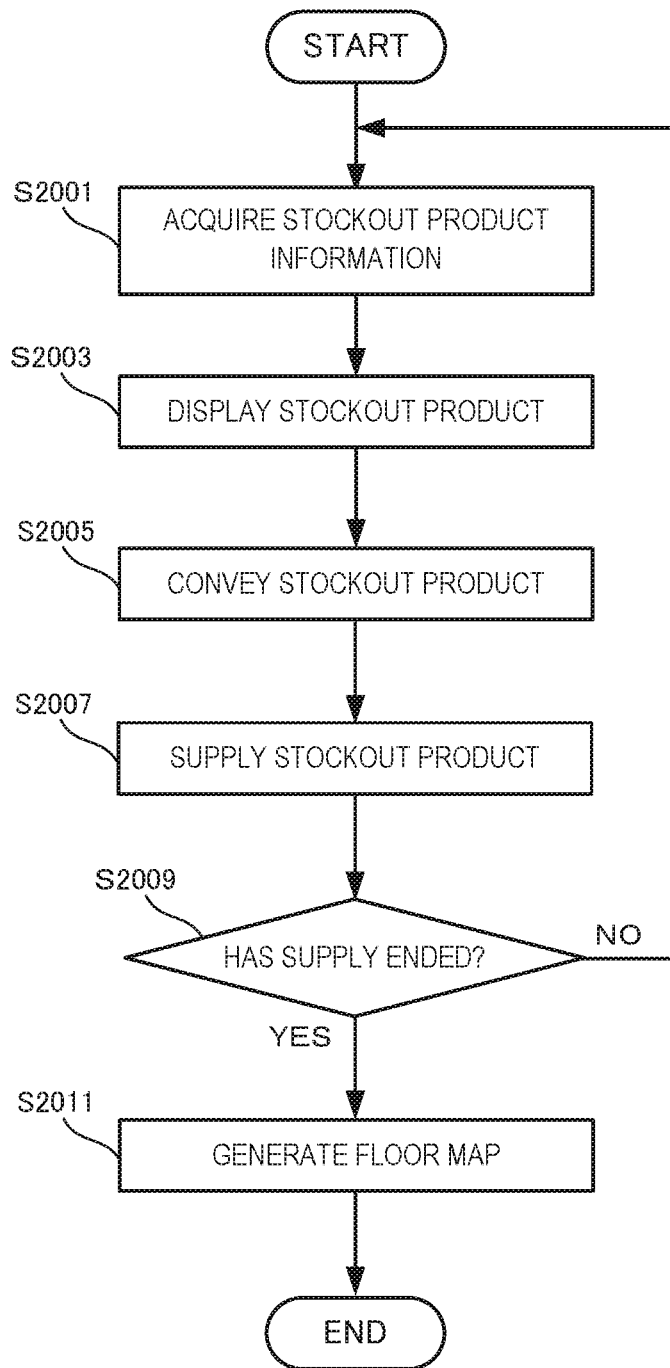 START
S2001
ACQUIRE STOCKOUT PRODUCT
INFORMATION
S2003
DISPLAY STOCKOUT PRODUCT
S2005
CONVEY STOCKOUT PRODUCT
S2007
SUPPLY STOCKOUT PRODUCT
S2009
HAS SUPPLY ENDED?
NO
YES
S2011
GENERATE FLOOR MAP
END